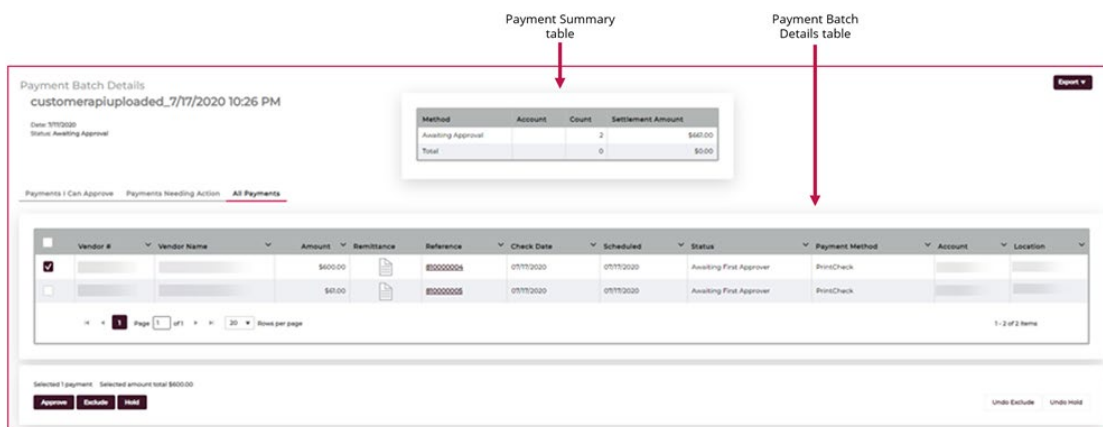 Payment Summary
table
Payment Batch
Details table
Payment Batch Details
Export
customerapiuploaded_7/17/2020 10:26 PM
Date: 7/17/2020
Status: Awaiting Approval
Method Account Count Settlement Amount
Awaiting Approval 2 $661.00
Total 0 $0.00
Payments I Can Approve Payments Needing Action All Payments
Vendor # Vendor Name Amount Remittance Reference Check Date Scheduled Status Payment Method Account Location
$600.00 810000004 07/17/2020 07/17/2020 Awaiting First Approver PrintCheck
$61.00 810000005 07/17/2020 07/17/2020 Awaiting First Approver PrintCheck
1 Page 1 of 1 20 Rows per page 1 - 2 of 2 items
Selected 1 payment Selected amount total $600.00
Approve Exclude Hold Undo Exclude Undo Hold